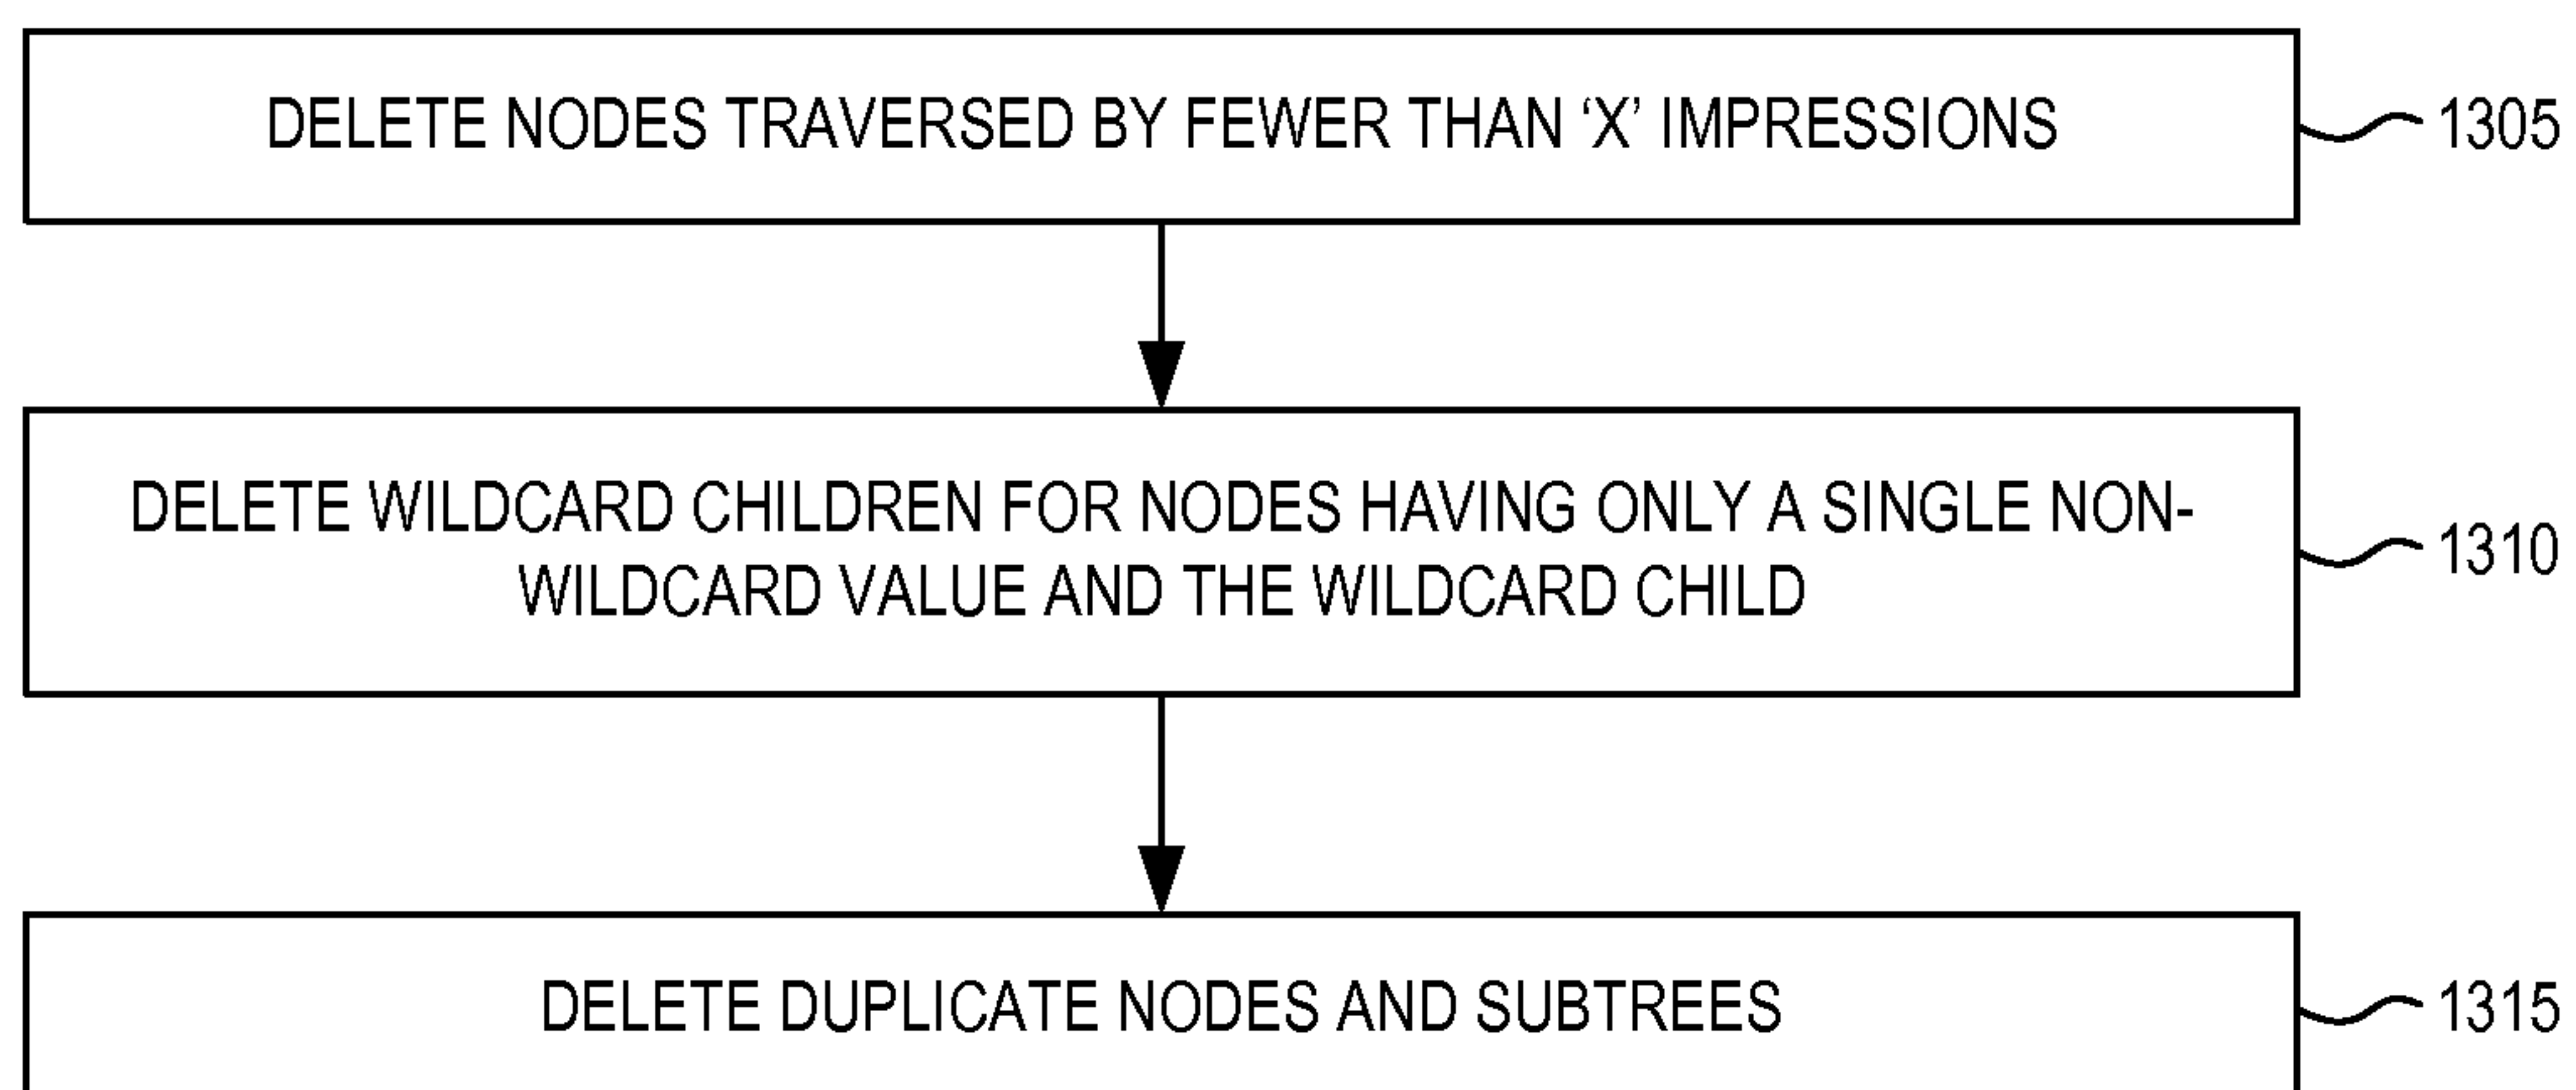 DELETE NODES TRAVERSED BY FEWER THAN ‘X’ IMPRESSIONS
1305
DELETE WILDCARD CHILDREN FOR NODES HAVING ONLY A SINGLE NON-
WILDCARD VALUE AND THE WILDCARD CHILD
1310
DELETE DUPLICATE NODES AND SUBTREES
1315